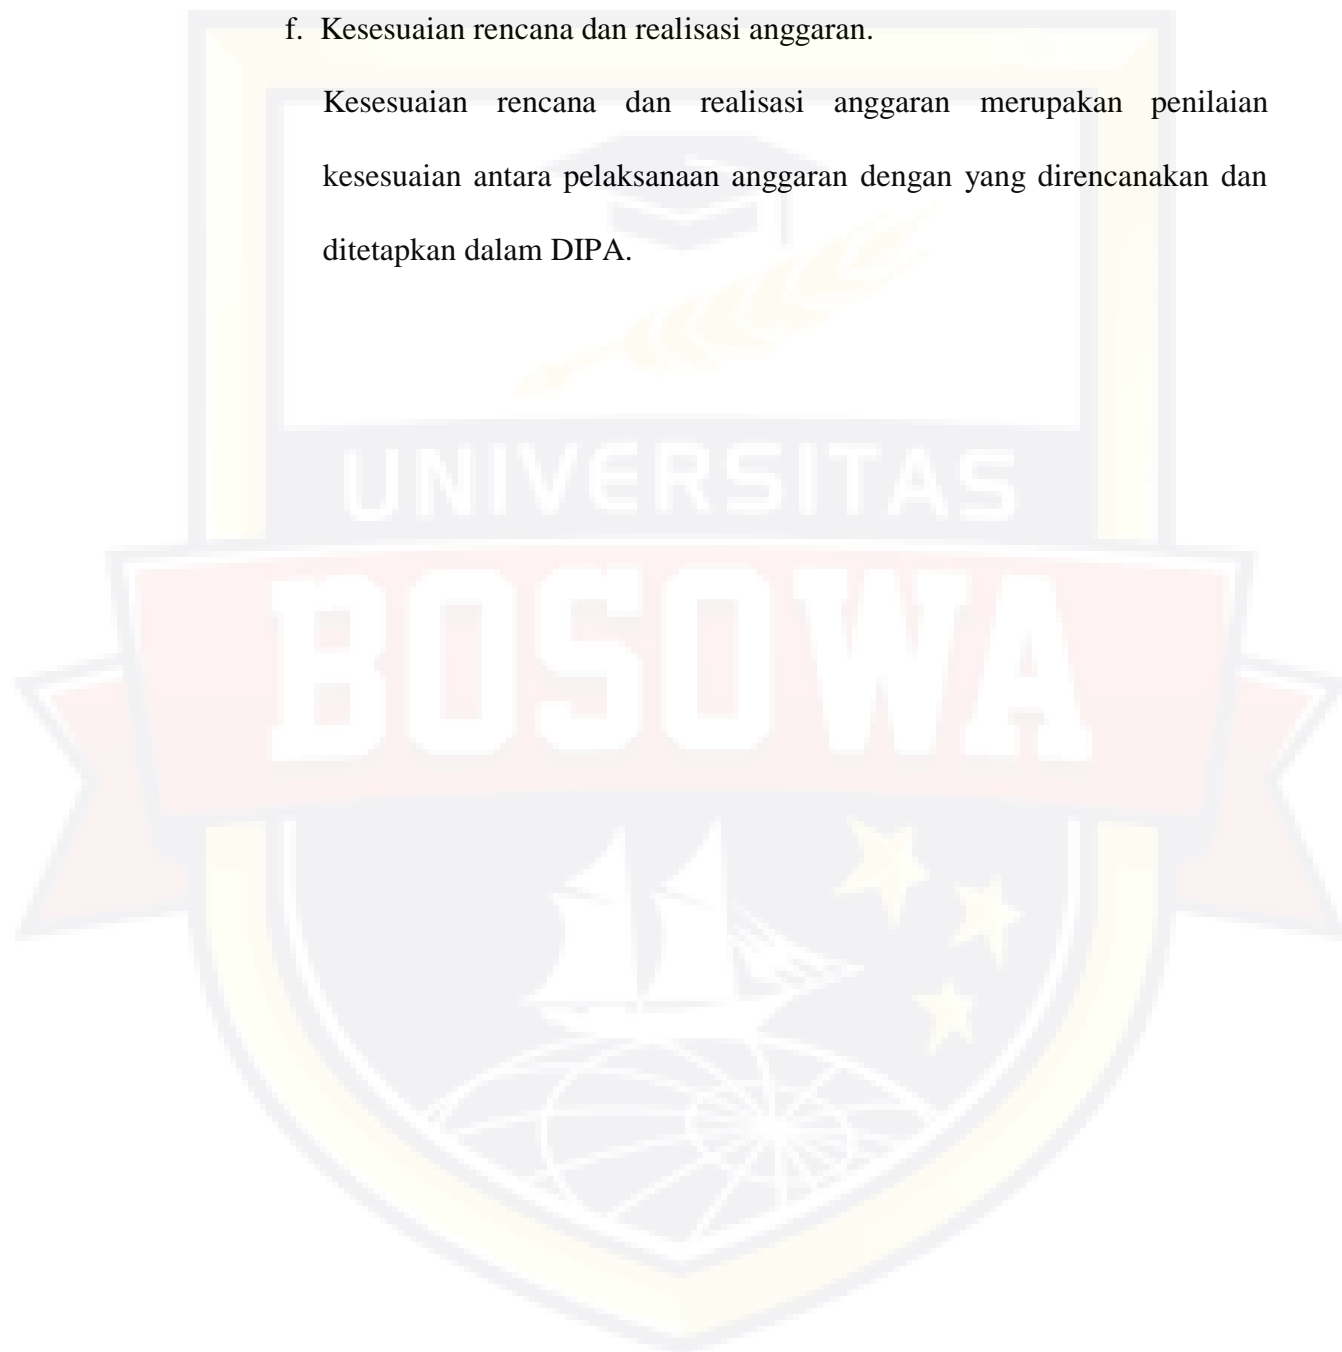 f. Kesesuaian rencana dan realisasi anggaran.
Kesesuaian rencana dan realisasi anggaran merupakan penilaian
kesesuaian antara pelaksanaan anggaran dengan yang direncanakan dan
ditetapkan dalam DIPA.
UNIVERSITAS
BOSOWA